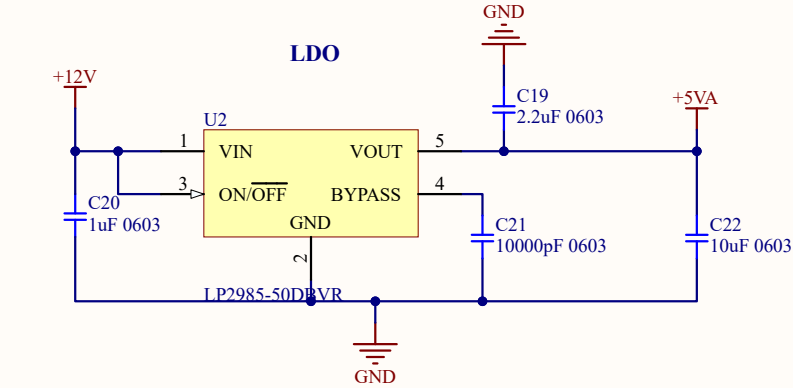 GND
LDO
+12V
C19
2.2uF 0603
+5VA
U2
1
VIN
VOUT
5
3
ON/OFF
BYPASS
4
C20
1uF 0603
GND
2
C21
10000pF 0603
C22
10uF 0603
LP2985-50DBVR
GND